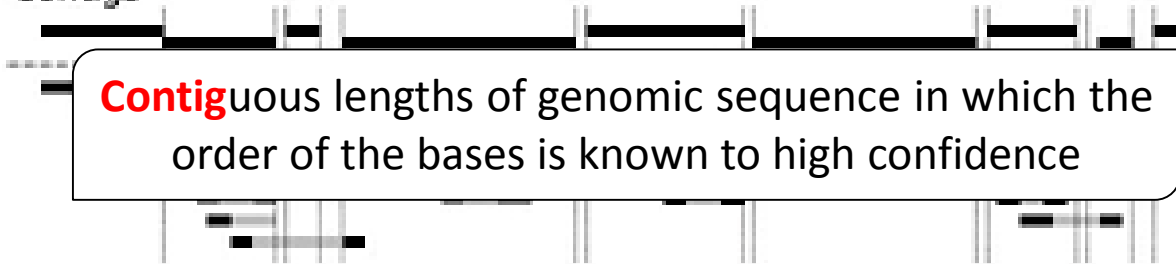 Contiguous lengths of genomic sequence in which the
order of the bases is known to high confidence